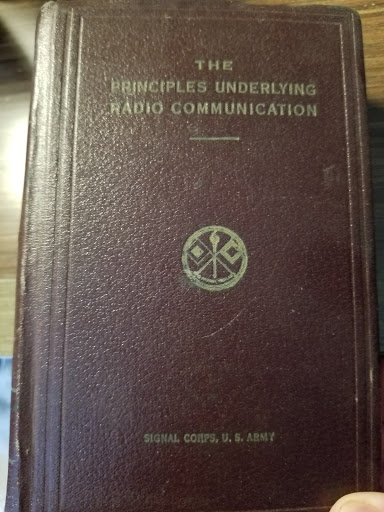 THE
PRINCIPLES UNDERLYING
RADIO COMMUNICATION
SIGNAL CORPS, U. S. ARMY